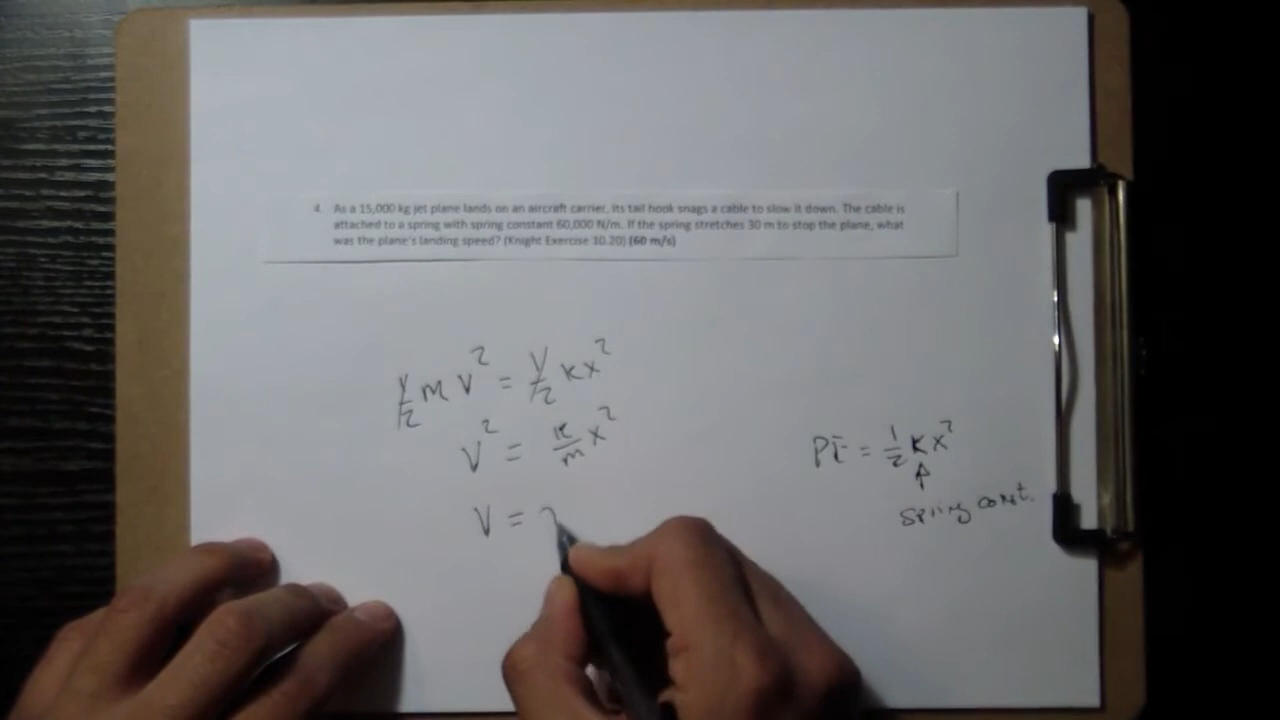 4. As a 15,000 kg jet plane lands on an aircraft carrier, its tail hook snags a cable to slow it down. The cable is
attached to a spring with spring constant 60,000 N/m. If the spring stretches 30 m to stop the plane, what
was the plane's landing speed? (Knight Exercise 10.20) (60 m/s)
1/2 m v² = 1/2 kx²
v² = k/m x²
PE = 1/2 kx²
↑
spring const.
v =